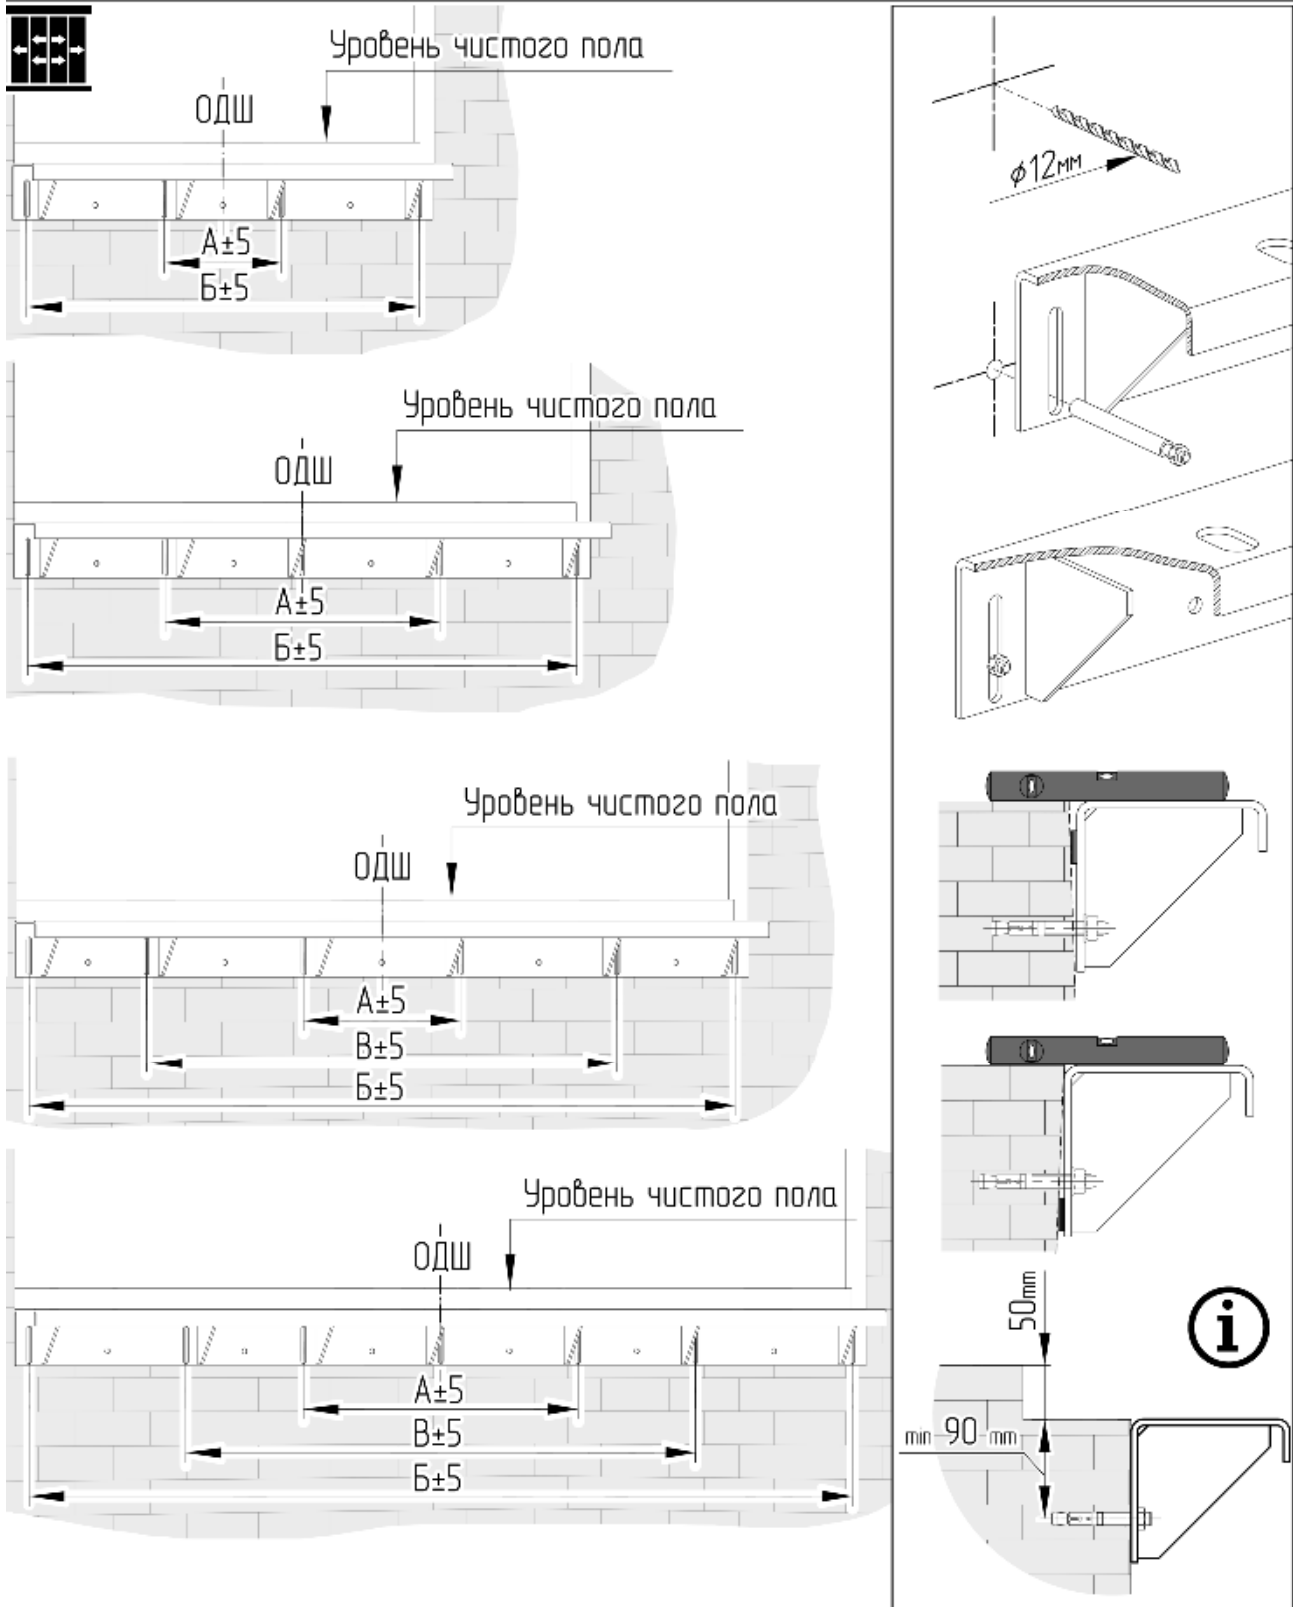 Уровень чистого пола
ОДШ
А±5
Б±5
Уровень чистого пола
ОДШ
А±5
Б±5
Уровень чистого пола
ОДШ
А±5
В±5
Б±5
Уровень чистого пола
ОДШ
А±5
В±5
Б±5
ϕ12мм
50mm
min 90 mm
i